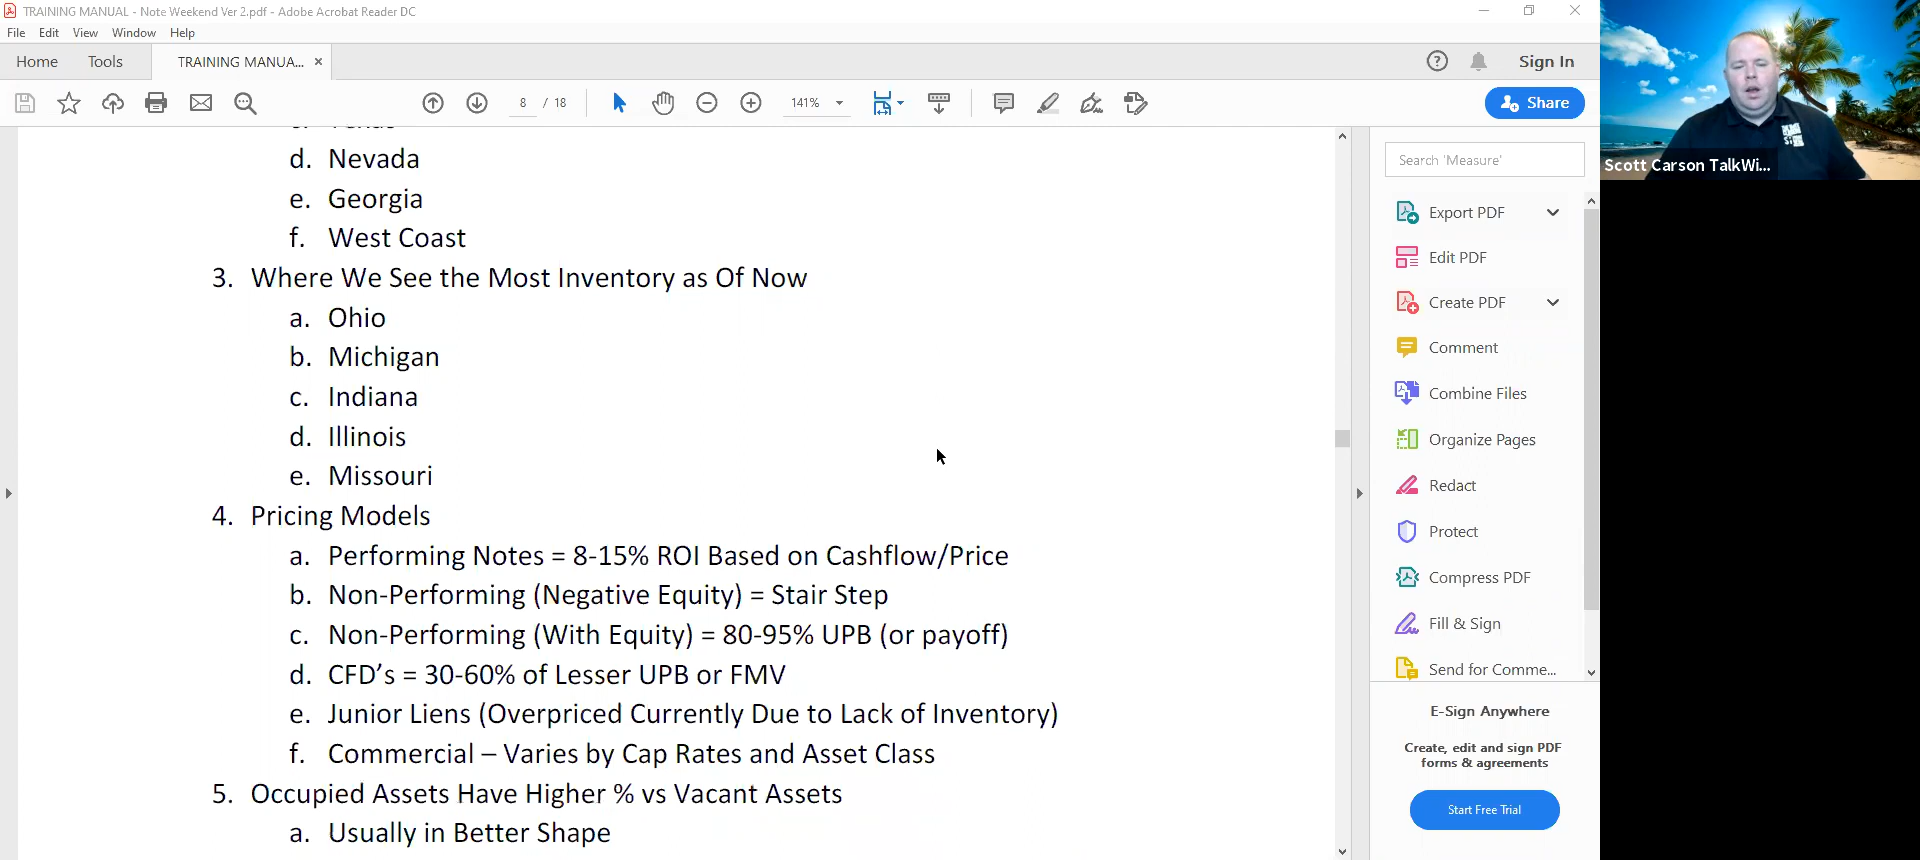 TRAINING MANUAL - Note Weekend Ver 2.pdf - Adobe Acrobat Reader DC
File Edit View Window Help
Home Tools TRAINING MANUA... ×
Sign In
8 / 18
141%
Share
Scott Carson TalkWi...
d. Nevada
e. Georgia
f. West Coast
3. Where We See the Most Inventory as Of Now
a. Ohio
b. Michigan
c. Indiana
d. Illinois
e. Missouri
4. Pricing Models
a. Performing Notes = 8-15% ROI Based on Cashflow/Price
b. Non-Performing (Negative Equity) = Stair Step
c. Non-Performing (With Equity) = 80-95% UPB (or payoff)
d. CFD’s = 30-60% of Lesser UPB or FMV
e. Junior Liens (Overpriced Currently Due to Lack of Inventory)
f. Commercial – Varies by Cap Rates and Asset Class
5. Occupied Assets Have Higher % vs Vacant Assets
a. Usually in Better Shape
Search 'Measure'
Export PDF
Edit PDF
Create PDF
Comment
Combine Files
Organize Pages
Redact
Protect
Compress PDF
Fill & Sign
Send for Comme...
E-Sign Anywhere
Create, edit and sign PDF
forms & agreements
Start Free Trial